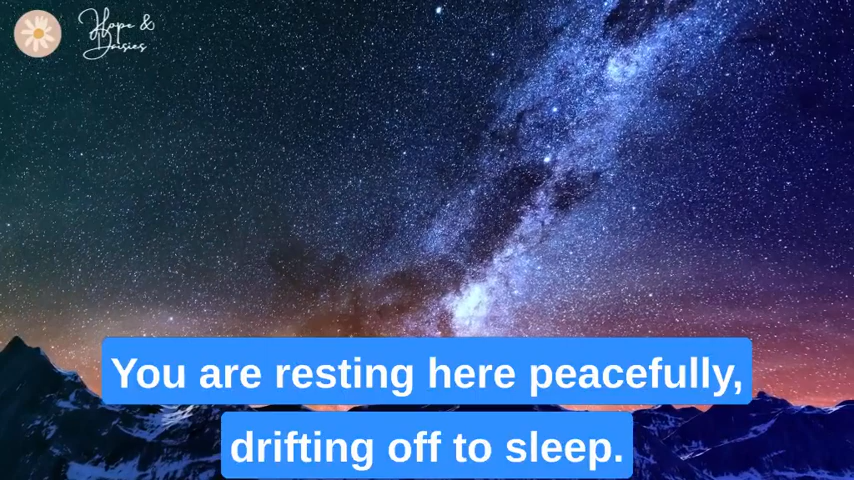 Hope &
Daisies
You are resting here peacefully,
drifting off to sleep.